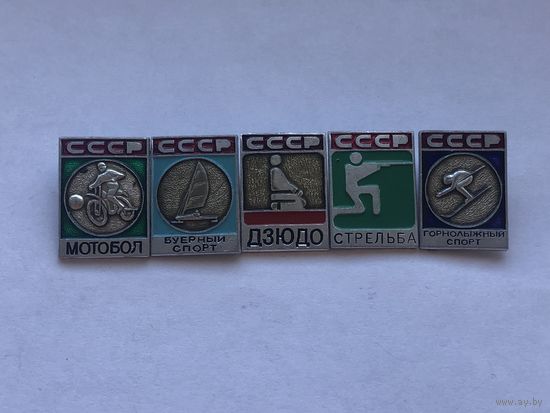 СССР
МОТОБОЛ
СССР
БУЕРНЫЙ
СПОРТ
СССР
ДЗЮДО
СССР
СТРЕЛЬБА
СССР
ГОРНОЛЫЖНЫЙ
СПОРТ
www.ay.by